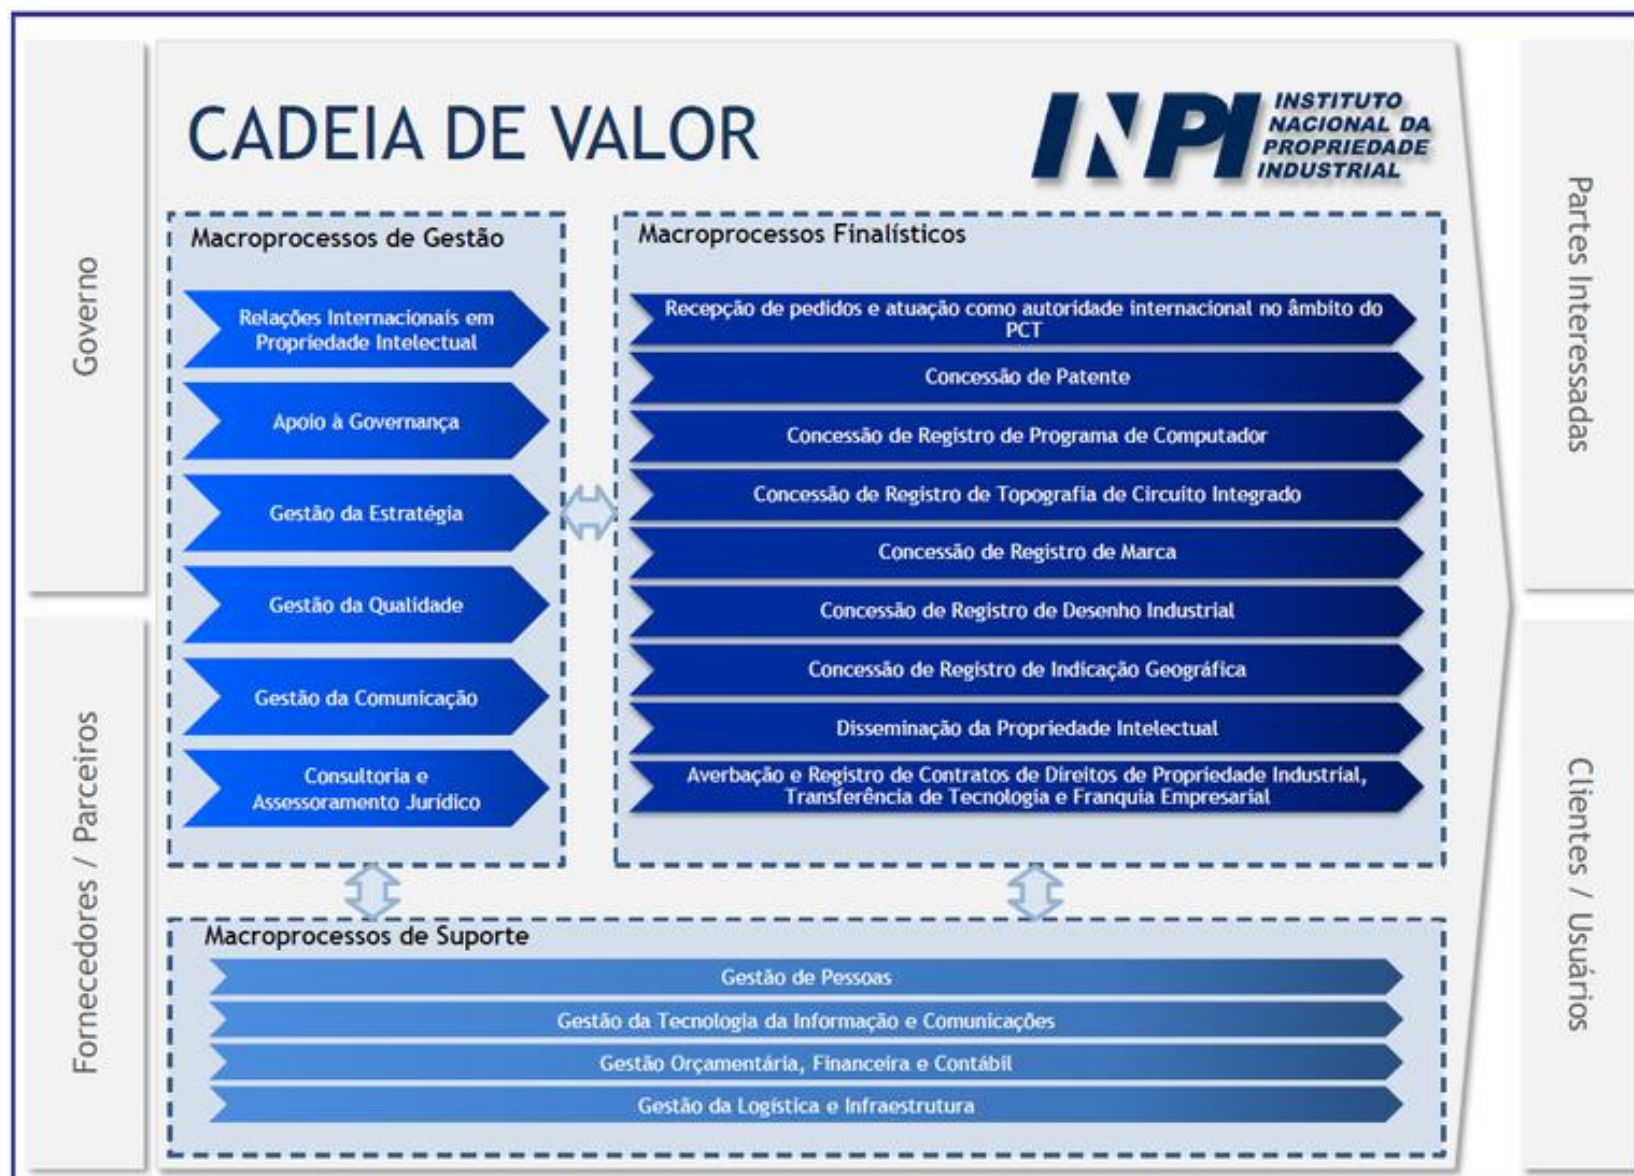 CADEIA DE VALOR
INPI
INSTITUTO
NACIONAL DA
PROPRIEDADE
INDUSTRIAL
Governo
Fornecedores / Parceiros
Macroprocessos de Gestão
Relações Internacionais em
Propriedade Intelectual
Apoio à Governança
Gestão da Estratégia
Gestão da Qualidade
Gestão da Comunicação
Consultoria e
Assessoramento Jurídico
Macroprocessos Finalísticos
Recepção de pedidos e atuação como autoridade internacional no âmbito do
PCT
Concessão de Patente
Concessão de Registro de Programa de Computador
Concessão de Registro de Topografia de Circuito Integrado
Concessão de Registro de Marca
Concessão de Registro de Desenho Industrial
Concessão de Registro de Indicação Geográfica
Disseminação da Propriedade Intelectual
Averbação e Registro de Contratos de Direitos de Propriedade Industrial,
Transferência de Tecnologia e Franquia Empresarial
Macroprocessos de Suporte
Gestão de Pessoas
Gestão da Tecnologia da Informação e Comunicações
Gestão Orçamentária, Financeira e Contábil
Gestão da Logística e Infraestrutura
Partes Interessadas
Clientes / Usuários